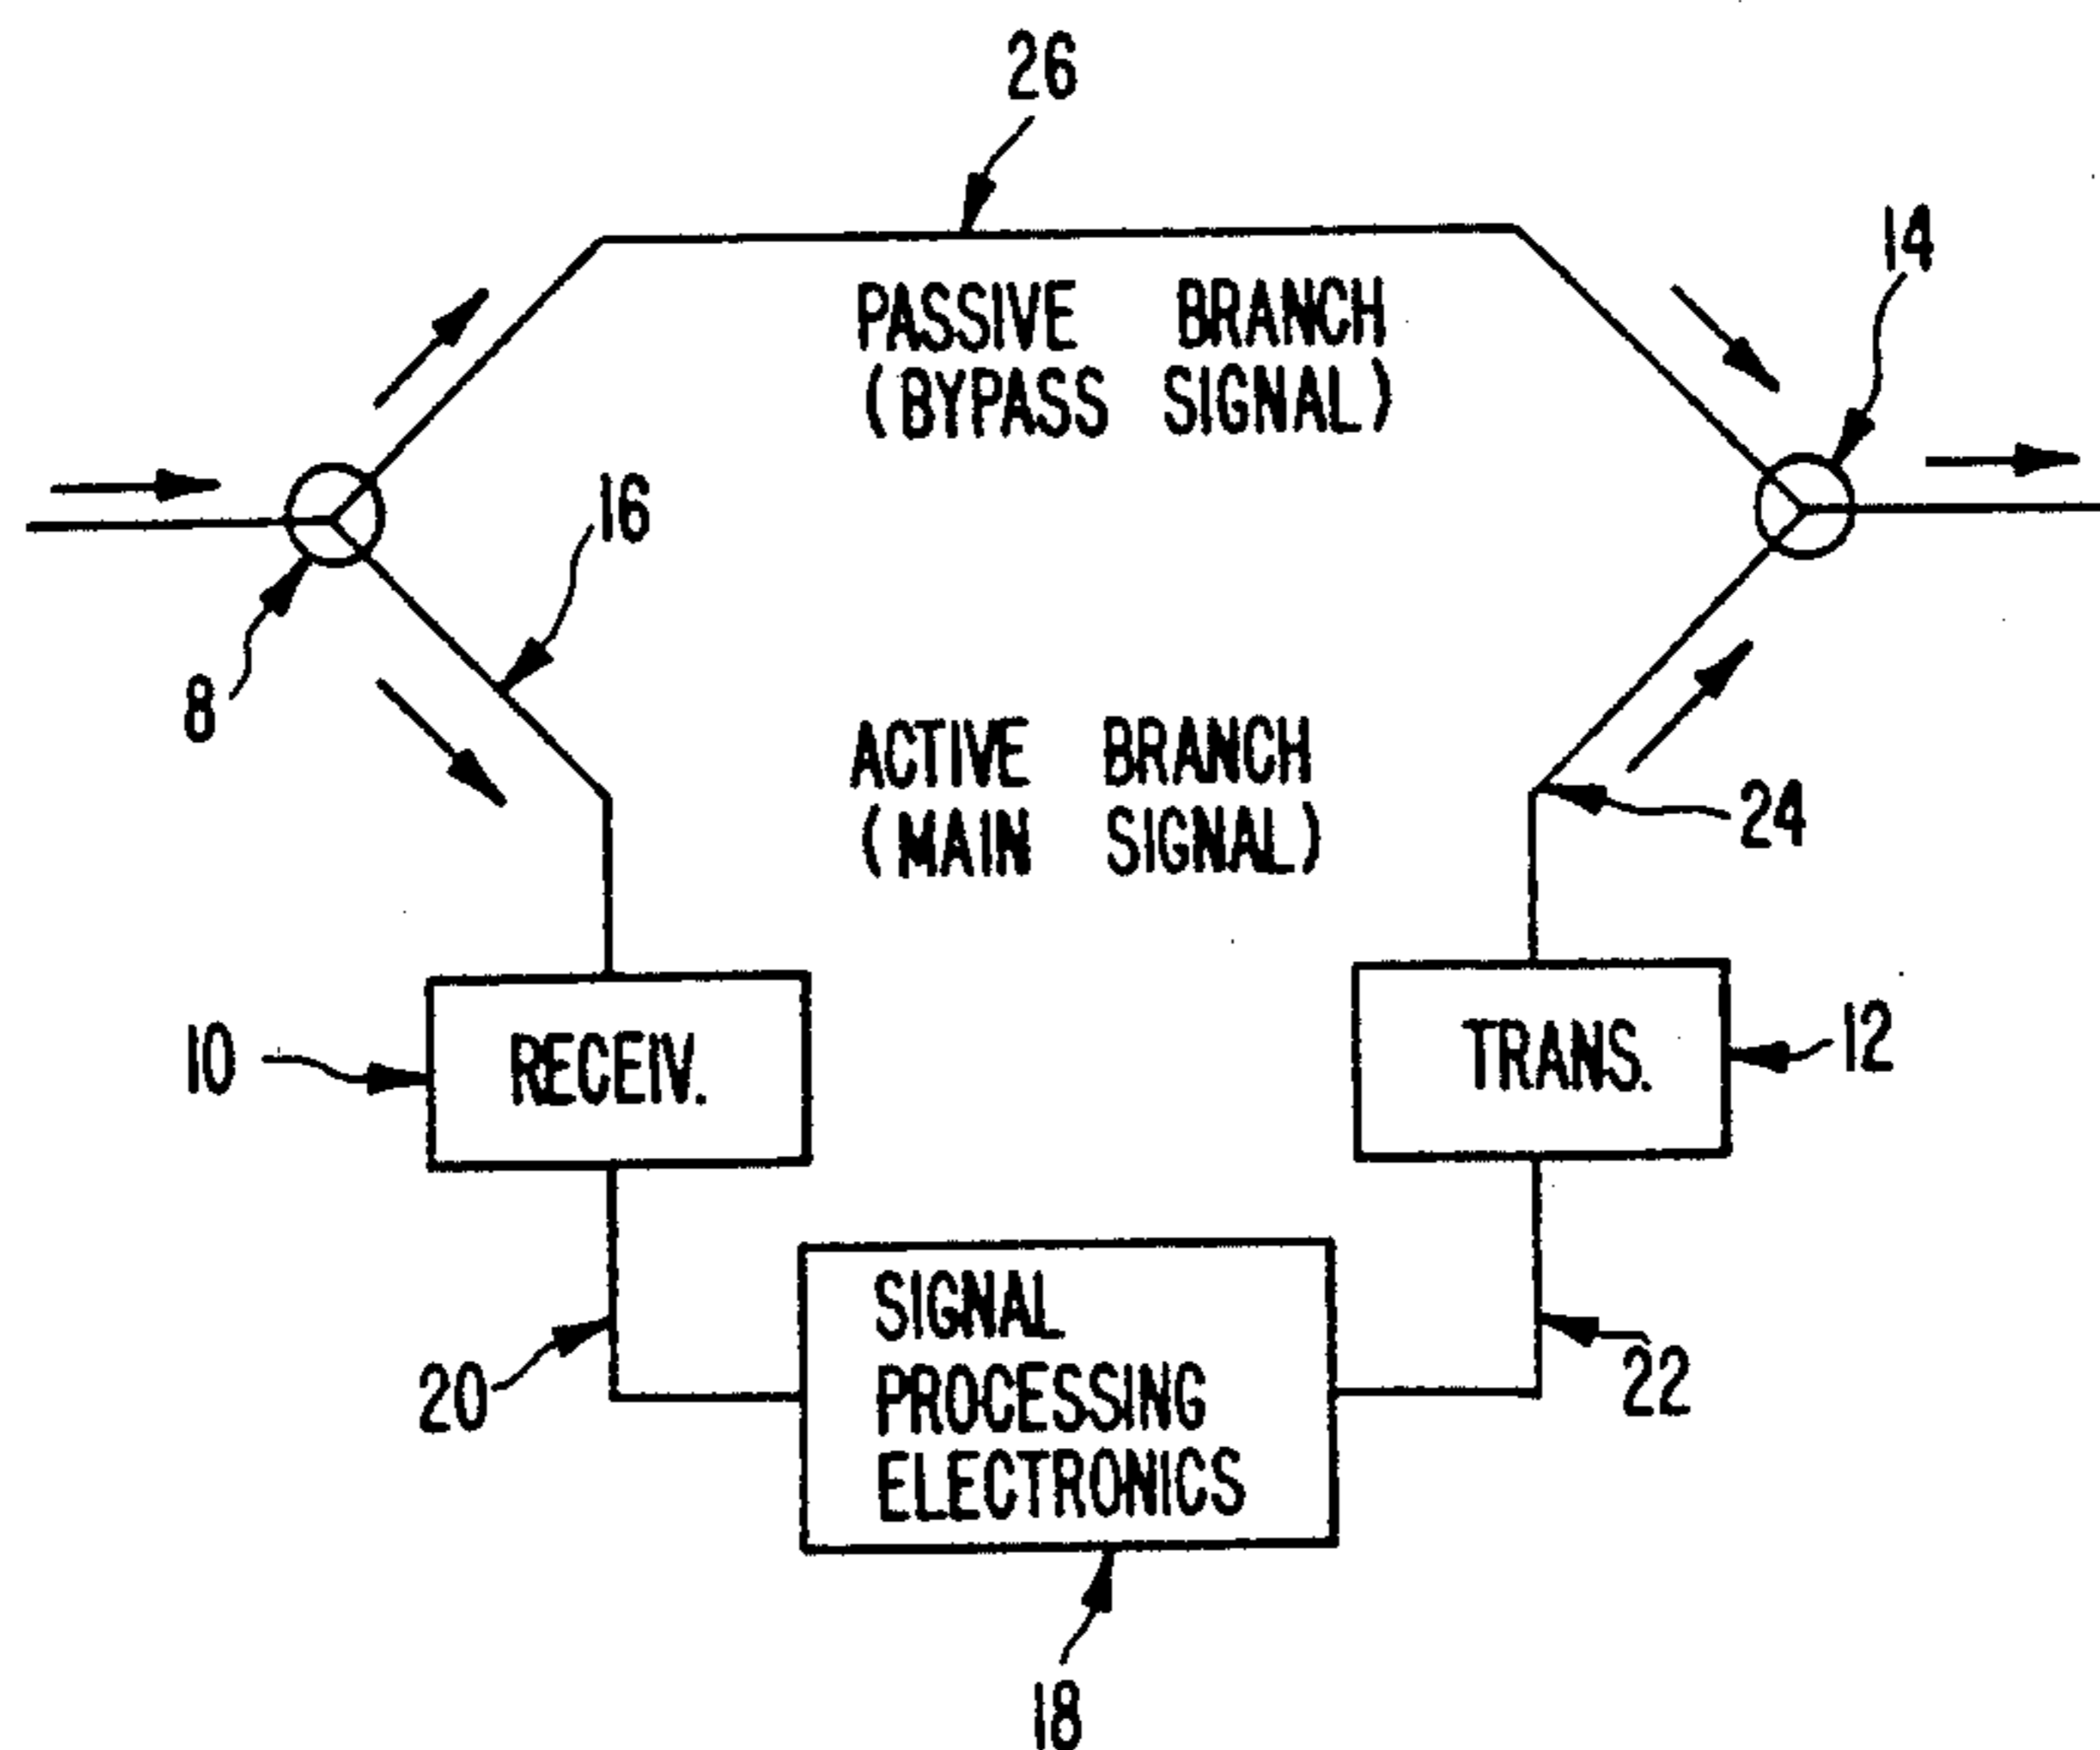 26
14
PASSIVE BRANCH
(BYPASS SIGNAL)
16
8
ACTIVE BRANCH
(MAIN SIGNAL)
24
10
RECEIV.
TRANS.
12
SIGNAL
PROCESSING
ELECTRONICS
20
22
18